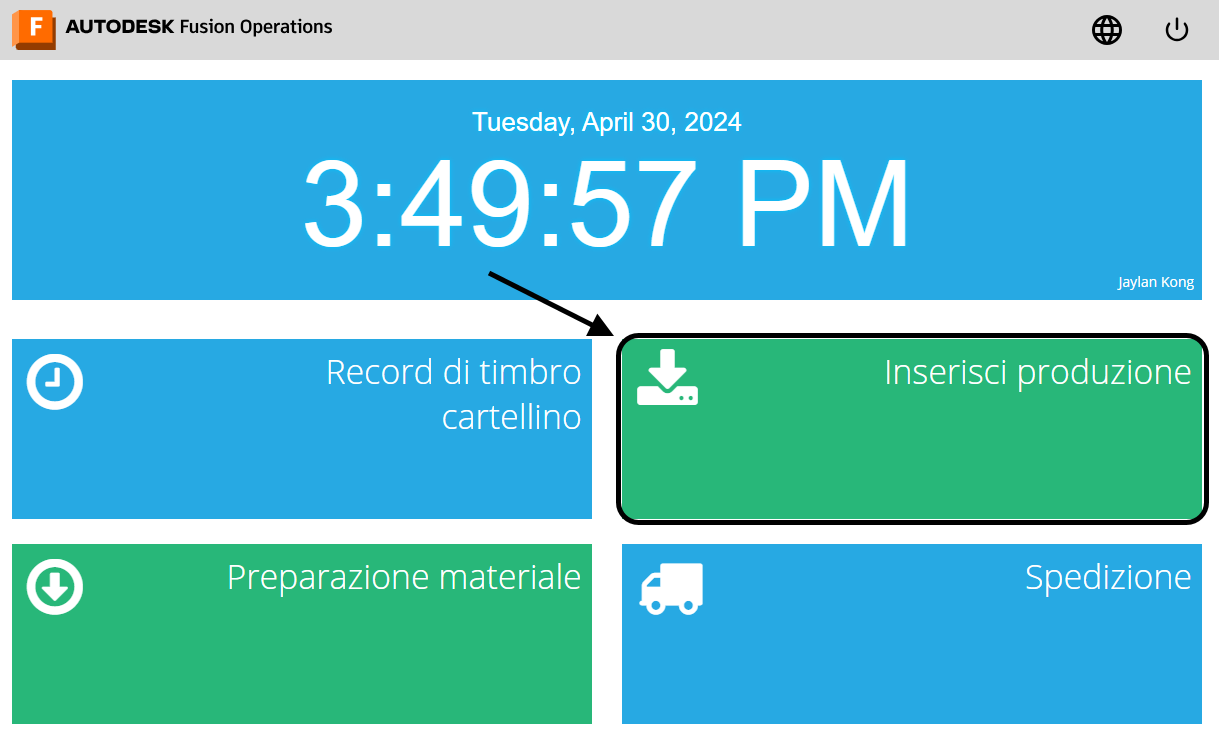 F AUTODESK Fusion Operations
Tuesday, April 30, 2024
3:49:57 PM
Jaylan Kong
Record di timbro
cartellino
Inserisci produzione
Preparazione materiale
Spedizione